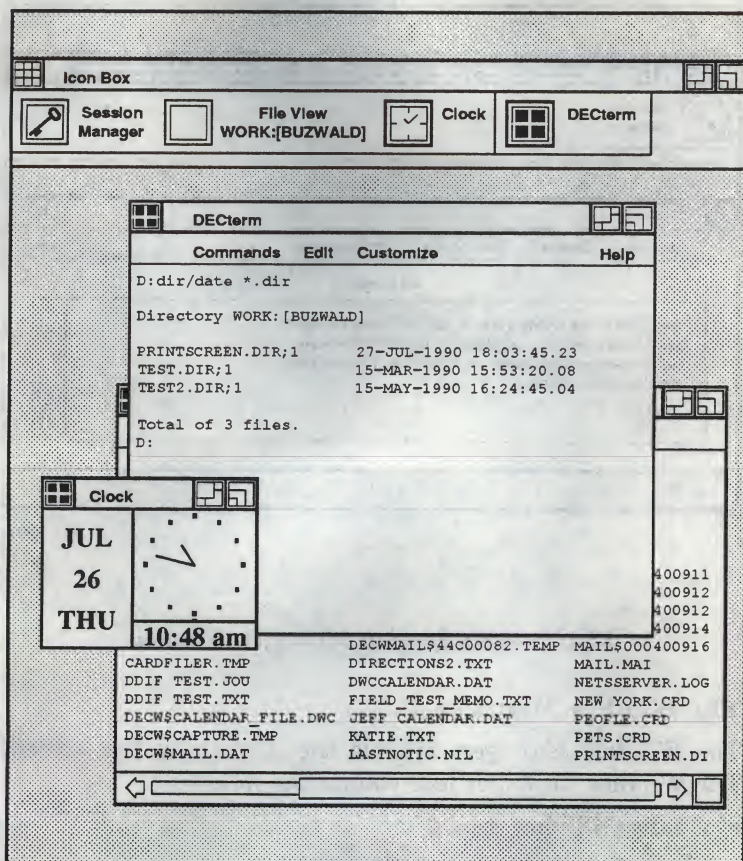 Icon Box
Session Manager
File View WORK:[BUZWALD]
Clock
DECterm
DECterm
Commands Edit Customize Help
D:dir/date *.dir
Directory WORK:[BUZWALD]
PRINTSCREEN.DIR;1 27-JUL-1990 18:03:45.23
TEST.DIR;1 15-MAR-1990 15:53:20.08
TEST2.DIR;1 15-MAY-1990 16:24:45.04
Total of 3 files.
D:
Clock
JUL
26
THU
10:48 am
400911
400912
400912
400914
DECWMAIL$44C00082.TEMP MAIL$000400916
CARDFILER.TMP DIRECTIONS2.TXT MAIL.MAI
DDIF TEST.JOU DWCCALENDAR.DAT NETSSERVER.LOG
DDIF TEST.TXT FIELD_TEST_MEMO.TXT NEW YORK.CRD
DECW$CALENDAR_FILE.DWC JEFF CALENDAR.DAT PEOFLE.CRD
DECW$CAPTURE.TMP KATIE.TXT PETS.CRD
DECW$MAIL.DAT LASTNOTIC.NIL PRINTSCREEN.DI